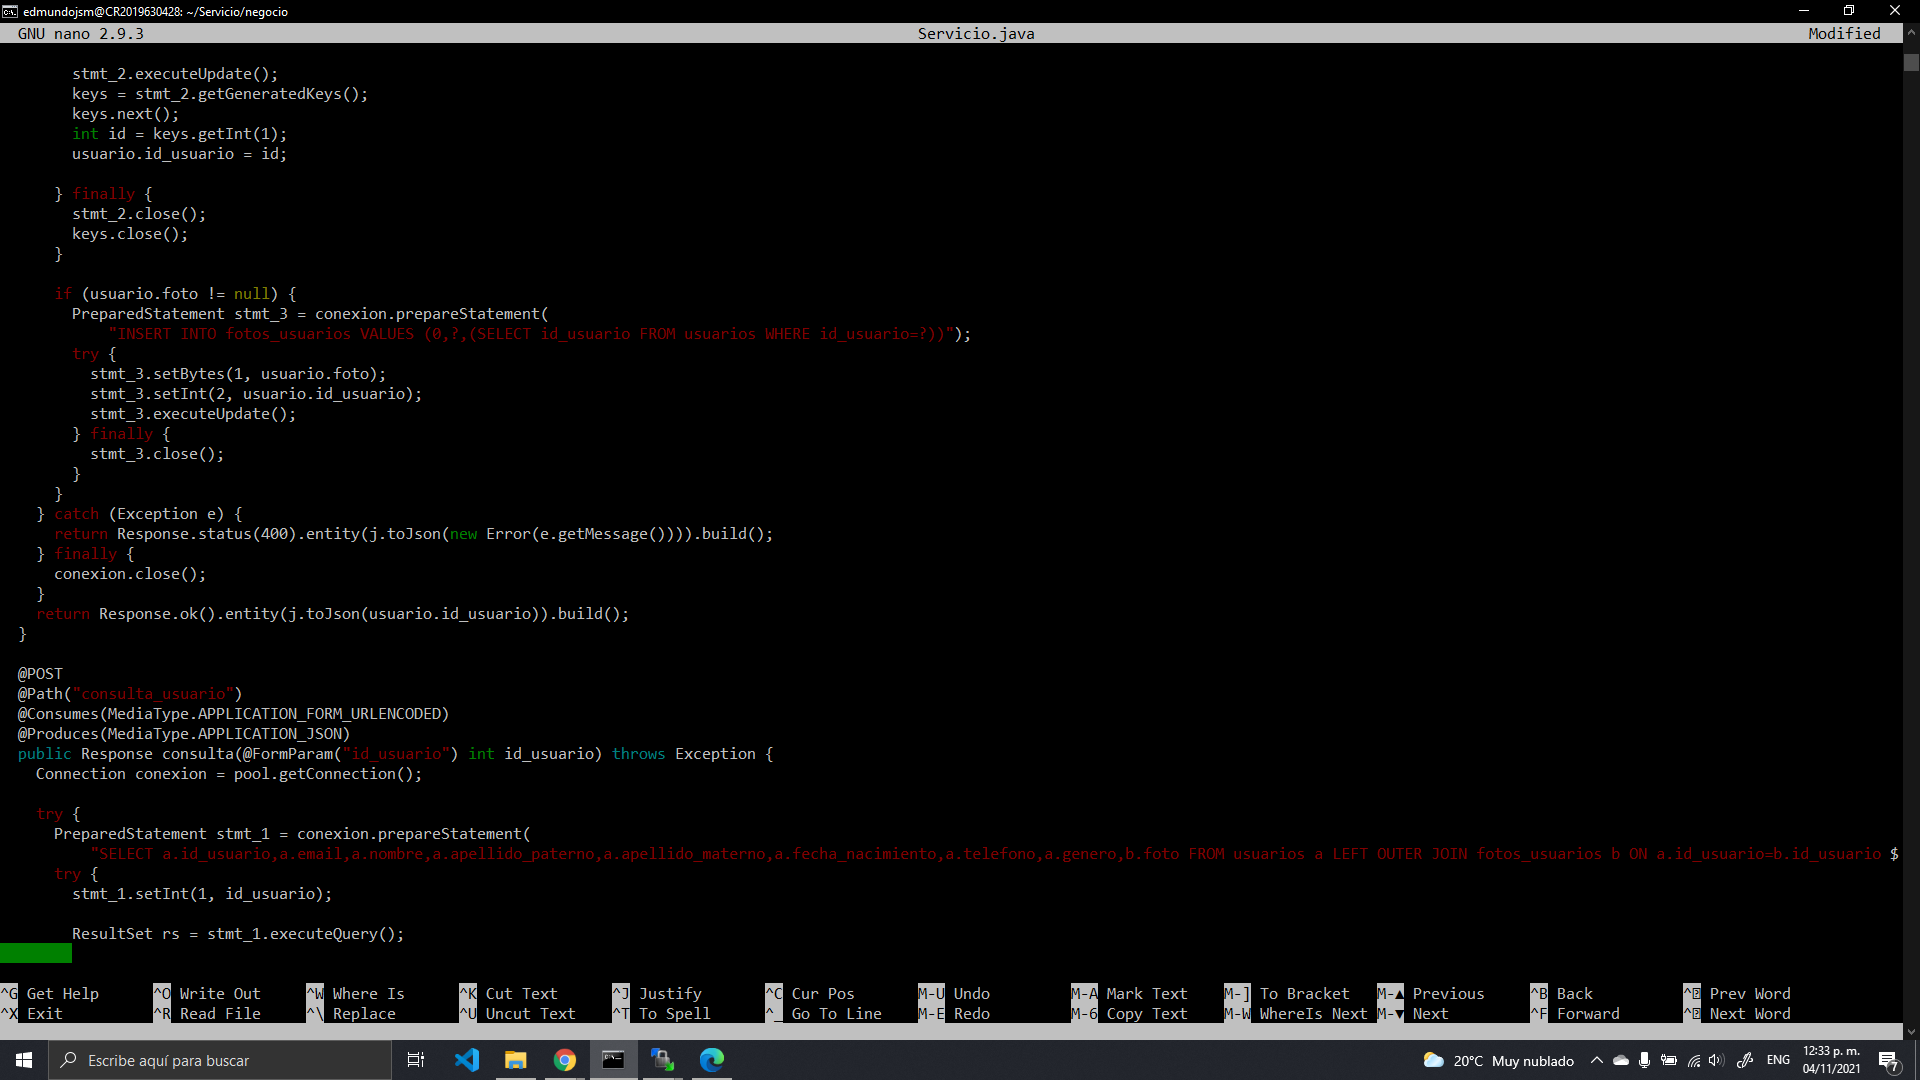 edmundojsm@CR2019630428: ~/Servicio/negocio
GNU nano 2.9.3 Servicio.java Modified
stmt_2.executeUpdate();
keys = stmt_2.getGeneratedKeys();
keys.next();
int id = keys.getInt(1);
usuario.id_usuario = id;
} finally {
stmt_2.close();
keys.close();
}
if (usuario.foto != null) {
PreparedStatement stmt_3 = conexion.prepareStatement(
"INSERT INTO fotos_usuarios VALUES (0,?,(SELECT id_usuario FROM usuarios WHERE id_usuario=?))");
try {
stmt_3.setBytes(1, usuario.foto);
stmt_3.setInt(2, usuario.id_usuario);
stmt_3.executeUpdate();
} finally {
stmt_3.close();
}
}
} catch (Exception e) {
return Response.status(400).entity(j.toJson(new Error(e.getMessage()))).build();
} finally {
conexion.close();
}
return Response.ok().entity(j.toJson(usuario.id_usuario)).build();
}
@POST
@Path("consulta_usuario")
@Consumes(MediaType.APPLICATION_FORM_URLENCODED)
@Produces(MediaType.APPLICATION_JSON)
public Response consulta(@FormParam("id_usuario") int id_usuario) throws Exception {
Connection conexion = pool.getConnection();
try {
PreparedStatement stmt_1 = conexion.prepareStatement(
"SELECT a.id_usuario,a.email,a.nombre,a.apellido_paterno,a.apellido_materno,a.fecha_nacimiento,a.telefono,a.genero,b.foto FROM usuarios a LEFT OUTER JOIN fotos_usuarios b ON a.id_usuario=b.id_usuario $
try {
stmt_1.setInt(1, id_usuario);
ResultSet rs = stmt_1.executeQuery();
^G Get Help ^O Write Out ^W Where Is ^K Cut Text ^J Justify ^C Cur Pos M-U Undo M-A Mark Text M-] To Bracket M-▲ Previous ^B Back ^ Prev Word
^X Exit ^R Read File ^\ Replace ^U Uncut Text ^T To Spell ^_ Go To Line M-E Redo M-6 Copy Text M-W WhereIs Next M-▼ Next ^F Forward ^ Next Word
Escribe aquí para buscar 20°C Muy nublado ENG 12:33 p. m.
04/11/2021 7